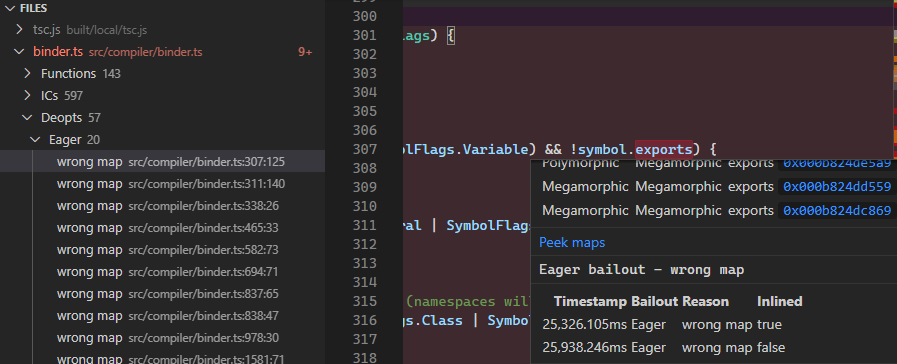 FILES
tsc.js built/local/tsc.js
binder.ts src/compiler/binder.ts 9+
Functions 143
ICs 597
Deopts 57
Eager 20
wrong map src/compiler/binder.ts:307:125
wrong map src/compiler/binder.ts:311:140
wrong map src/compiler/binder.ts:338:26
wrong map src/compiler/binder.ts:465:33
wrong map src/compiler/binder.ts:582:73
wrong map src/compiler/binder.ts:694:71
wrong map src/compiler/binder.ts:837:65
wrong map src/compiler/binder.ts:838:47
wrong map src/compiler/binder.ts:978:30
wrong map src/compiler/binder.ts:1581:71
300
301 lags) {
302
303
304
305
306
307 olFlags.Variable) && !symbol.exports) {
308
309
310
311 ral | SymbolFlags
312
313
314
315 (namespaces will
316 gs.Class | Symbo
317
318
Polymorphic Megamorphic exports 0x000b824de5a9
Megamorphic Megamorphic exports 0x000b824dd559
Megamorphic Megamorphic exports 0x000b824dc869
Peek maps
Eager bailout - wrong map
Timestamp Bailout Reason Inlined
25,326.105ms Eager wrong map true
25,938.246ms Eager wrong map false